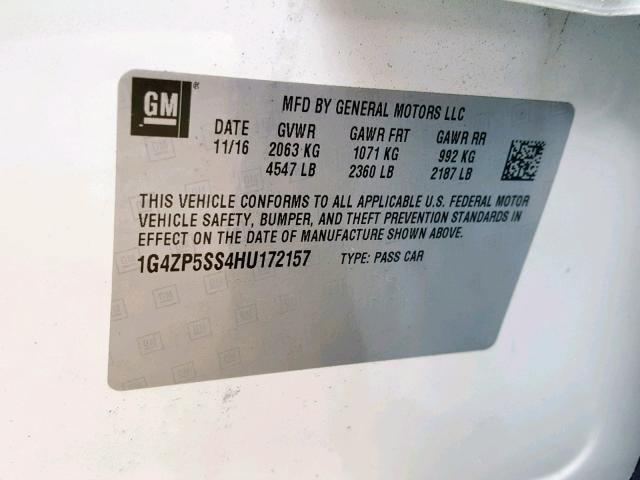 GM ®
MFD BY GENERAL MOTORS LLC
DATE GVWR GAWR FRT GAWR RR
11/16 2063 KG 1071 KG 992 KG
4547 LB 2360 LB 2187 LB
THIS VEHICLE CONFORMS TO ALL APPLICABLE U.S. FEDERAL MOTOR
VEHICLE SAFETY, BUMPER, AND THEFT PREVENTION STANDARDS IN
EFFECT ON THE DATE OF MANUFACTURE SHOWN ABOVE.
1G4ZP5SS4HU172157 TYPE: PASS CAR